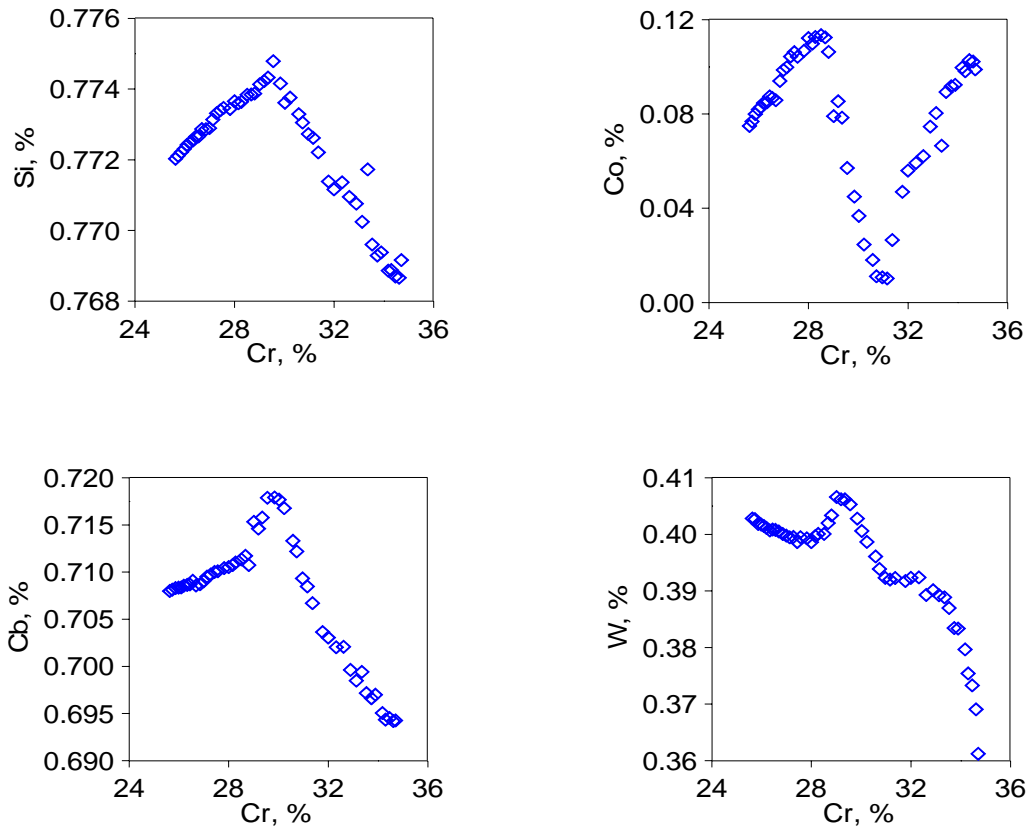 0.776
0.774
0.772
0.770
0.768
Si, %
24 28 32 36
Cr, %
0.12
0.08
0.04
0.00
Co, %
24 28 32 36
Cr, %
0.720
0.715
0.710
0.705
0.700
0.695
0.690
Cb, %
24 28 32 36
Cr, %
0.41
0.40
0.39
0.38
0.37
0.36
W, %
24 28 32 36
Cr, %